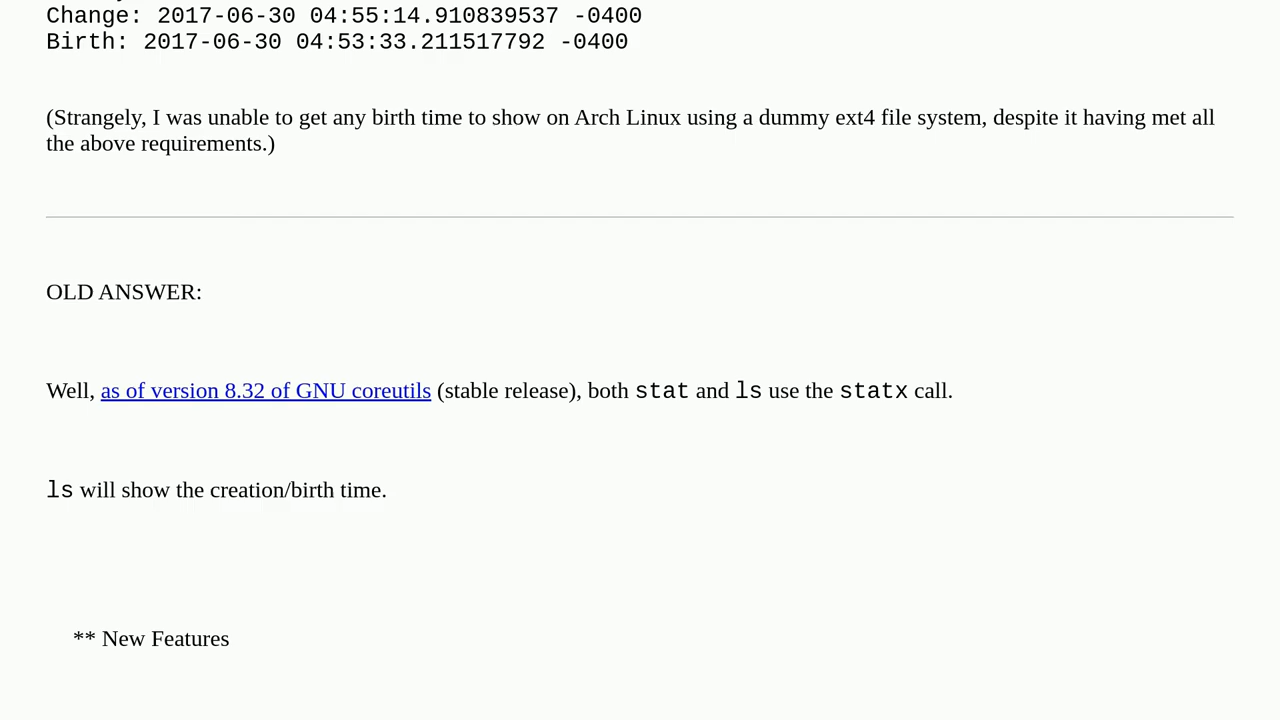 Change: 2017-06-30 04:55:14.910839537 -0400
Birth: 2017-06-30 04:53:33.211517792 -0400
(Strangely, I was unable to get any birth time to show on Arch Linux using a dummy ext4 file system, despite it having met all
the above requirements.)
OLD ANSWER:
Well, as of version 8.32 of GNU coreutils (stable release), both stat and ls use the statx call.
ls will show the creation/birth time.
** New Features